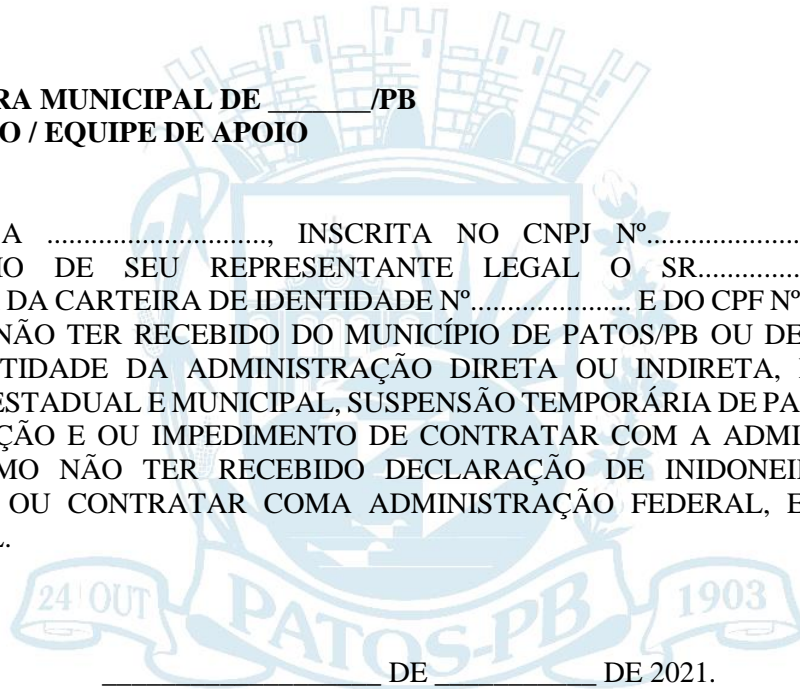 RA MUNICIPAL DE _______/PB
O / EQUIPE DE APOIO
A .............................., INSCRITA NO CNPJ Nº.....................
IO DE SEU REPRESENTANTE LEGAL O SR..............
DA CARTEIRA DE IDENTIDADE Nº...................... E DO CPF Nº
NÃO TER RECEBIDO DO MUNICÍPIO DE PATOS/PB OU DE
TIDADE DA ADMINISTRAÇÃO DIRETA OU INDIRETA,
ESTADUAL E MUNICIPAL, SUSPENSÃO TEMPORÁRIA DE PA
ÇÃO E OU IMPEDIMENTO DE CONTRATAR COM A ADMI
MO NÃO TER RECEBIDO DECLARAÇÃO DE INIDONEI
OU CONTRATAR COMA ADMINISTRAÇÃO FEDERAL, E
.
24 OUT PATOS-PB 1903
___________________ DE ___________ DE 2021.